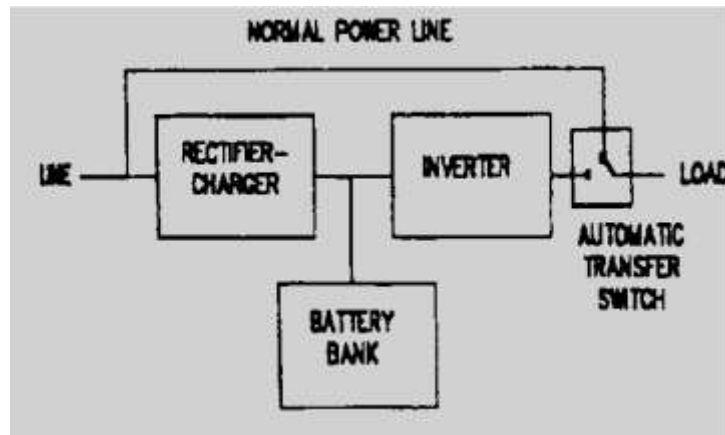 NORMAL POWER LINE
RECTIFIER-
CHARGER
INVERTER
LINE
LOAD
AUTOMATIC
TRANSFER
SWITCH
BATTERY
BANK